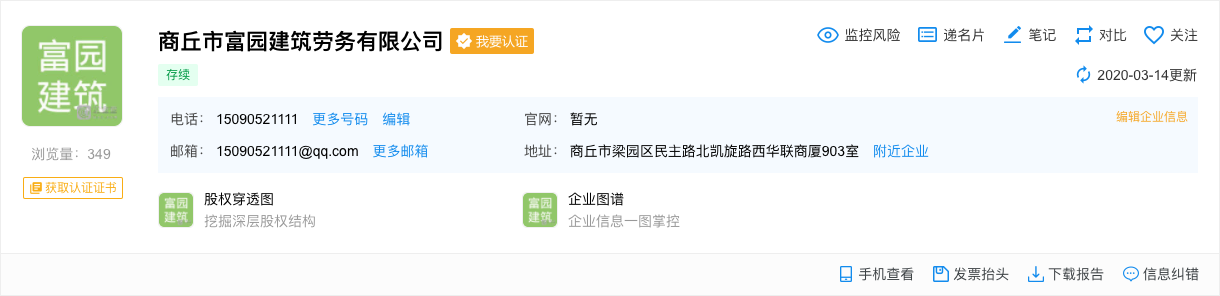 富园
建筑
商丘市富园建筑劳务有限公司 我要认证
监控风险 递名片 笔记 对比 关注
存续
2020-03-14更新
电话： 15090521111 更多号码 编辑
官网： 暂无
编辑企业信息
邮箱： 15090521111@qq.com 更多邮箱
地址： 商丘市梁园区民主路北凯旋路西华联商厦903室 附近企业
浏览量：349
获取认证证书
富园
建筑
股权穿透图
挖掘深层股权结构
富园
建筑
企业图谱
企业信息一图掌控
手机查看 发票抬头 下载报告 信息纠错